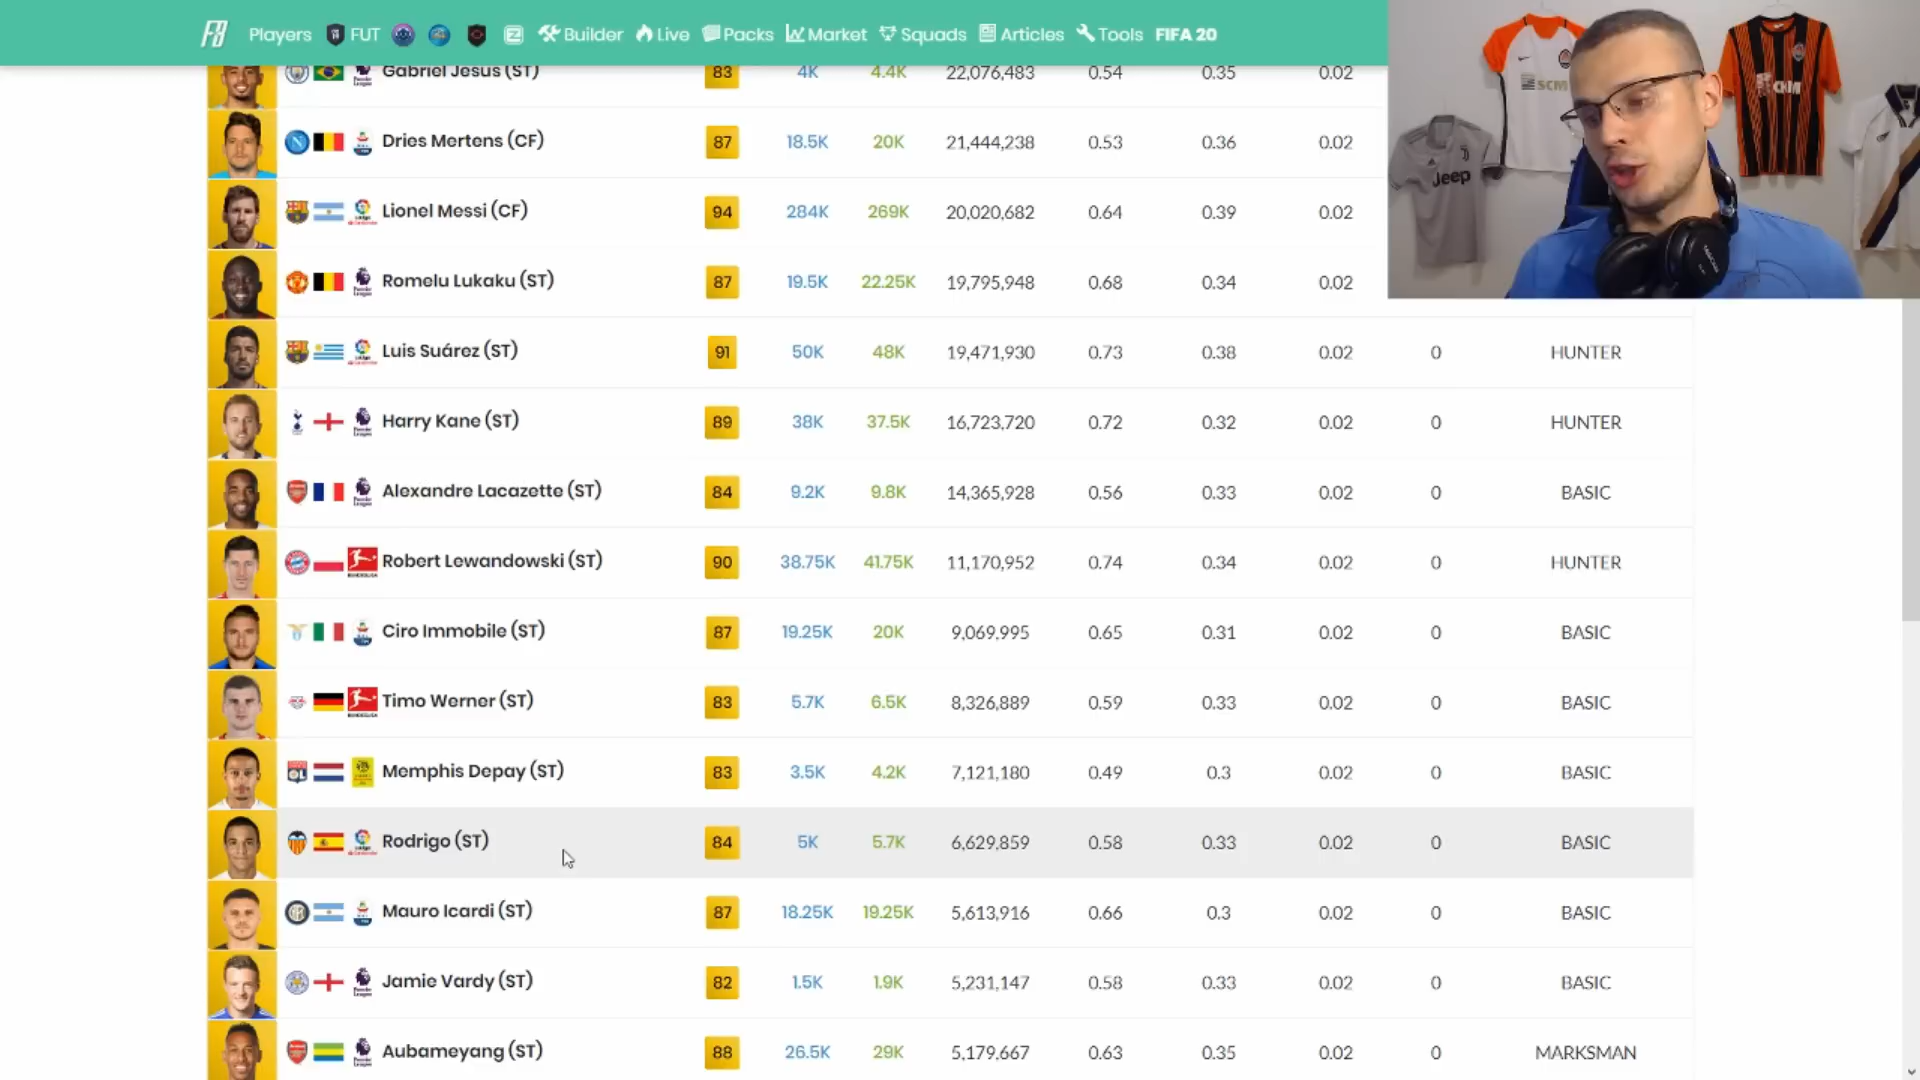 Players FUT Builder Live Packs Market Squads Articles Tools FIFA 20
Gabriel Jesus (ST) 83 4K 4.4K 22,076,483 0.54 0.35 0.02
Dries Mertens (CF) 87 18.5K 20K 21,444,238 0.53 0.36 0.02
Lionel Messi (CF) 94 284K 269K 20,020,682 0.64 0.39 0.02
Romelu Lukaku (ST) 87 19.5K 22.25K 19,795,948 0.68 0.34 0.02
Luis Suárez (ST) 91 50K 48K 19,471,930 0.73 0.38 0.02 0 HUNTER
Harry Kane (ST) 89 38K 37.5K 16,723,720 0.72 0.32 0.02 0 HUNTER
Alexandre Lacazette (ST) 84 9.2K 9.8K 14,365,928 0.56 0.33 0.02 0 BASIC
Robert Lewandowski (ST) 90 38.75K 41.75K 11,170,952 0.74 0.34 0.02 0 HUNTER
Ciro Immobile (ST) 87 19.25K 20K 9,069,995 0.65 0.31 0.02 0 BASIC
Timo Werner (ST) 83 5.7K 6.5K 8,326,889 0.59 0.33 0.02 0 BASIC
Memphis Depay (ST) 83 3.5K 4.2K 7,121,180 0.49 0.3 0.02 0 BASIC
Rodrigo (ST) 84 5K 5.7K 6,629,859 0.58 0.33 0.02 0 BASIC
Mauro Icardi (ST) 87 18.25K 19.25K 5,613,916 0.66 0.3 0.02 0 BASIC
Jamie Vardy (ST) 82 1.5K 1.9K 5,231,147 0.58 0.33 0.02 0 BASIC
Aubameyang (ST) 88 26.5K 29K 5,179,667 0.63 0.35 0.02 0 MARKSMAN
SCM
Jeep